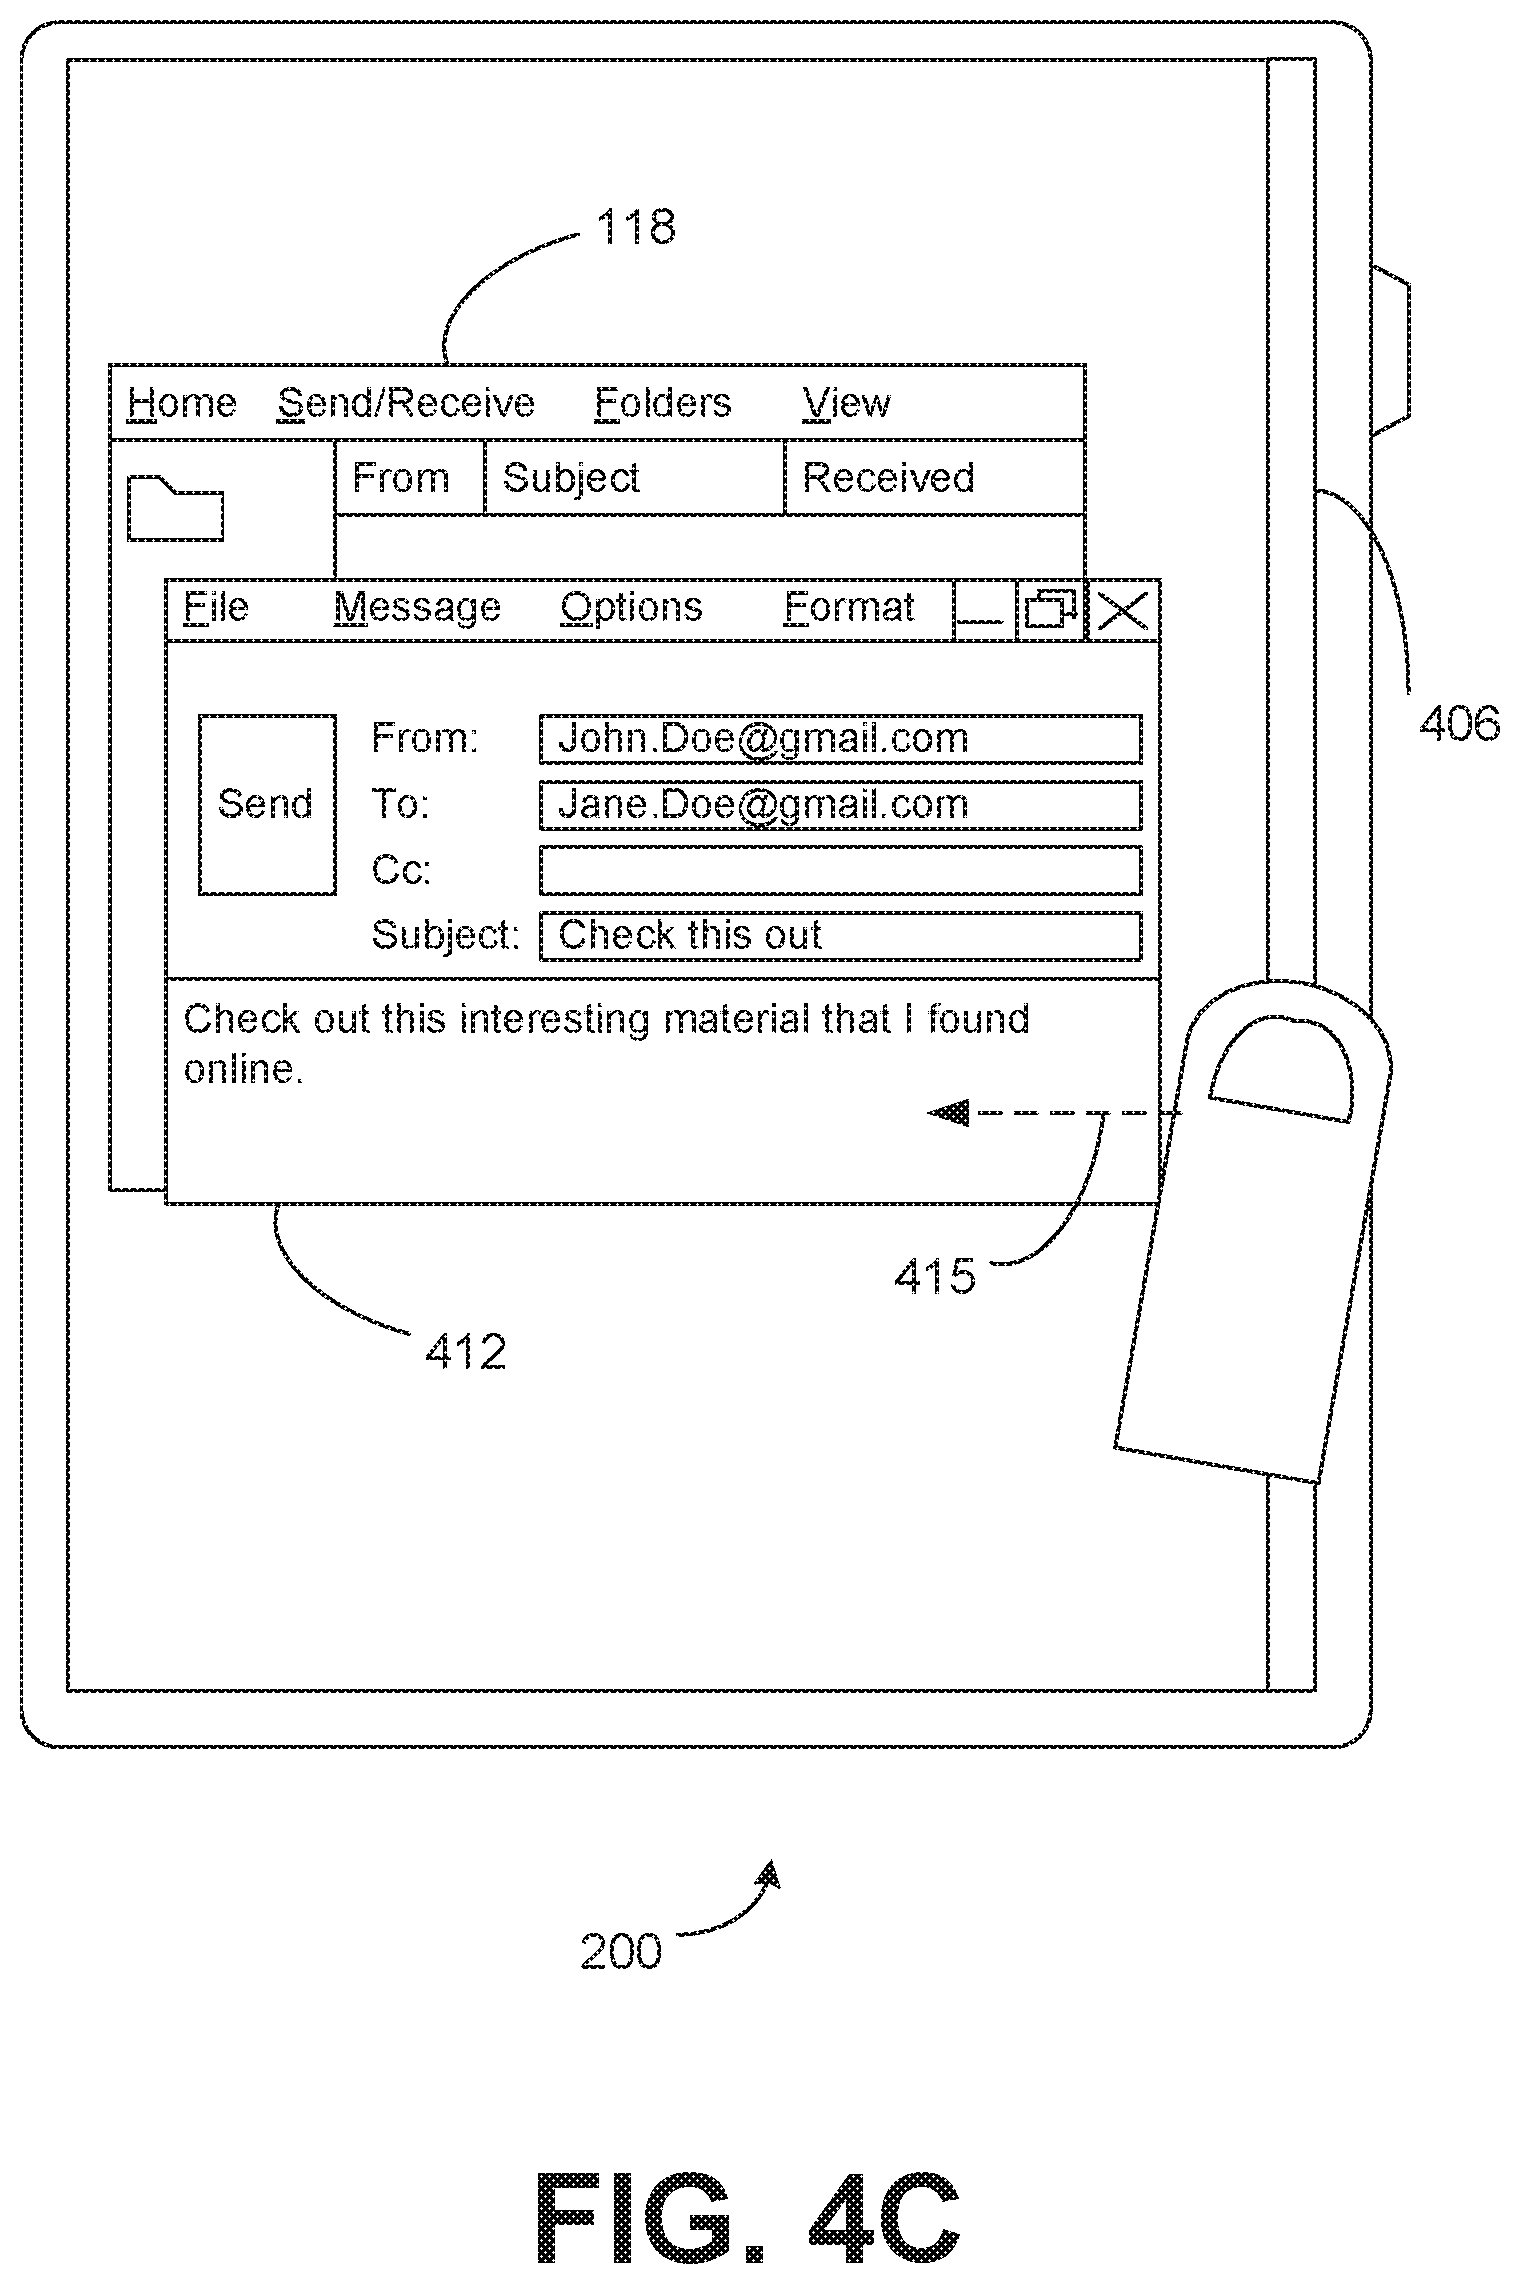 118
Home Send/Receive Folders View
From Subject Received
File Message Options Format
406
From: John.Doe@gmail.com
Send To: Jane.Doe@gmail.com
Cc:
Subject: Check this out
Check out this interesting material that I found
online.
415
412
200
FIG. 4C